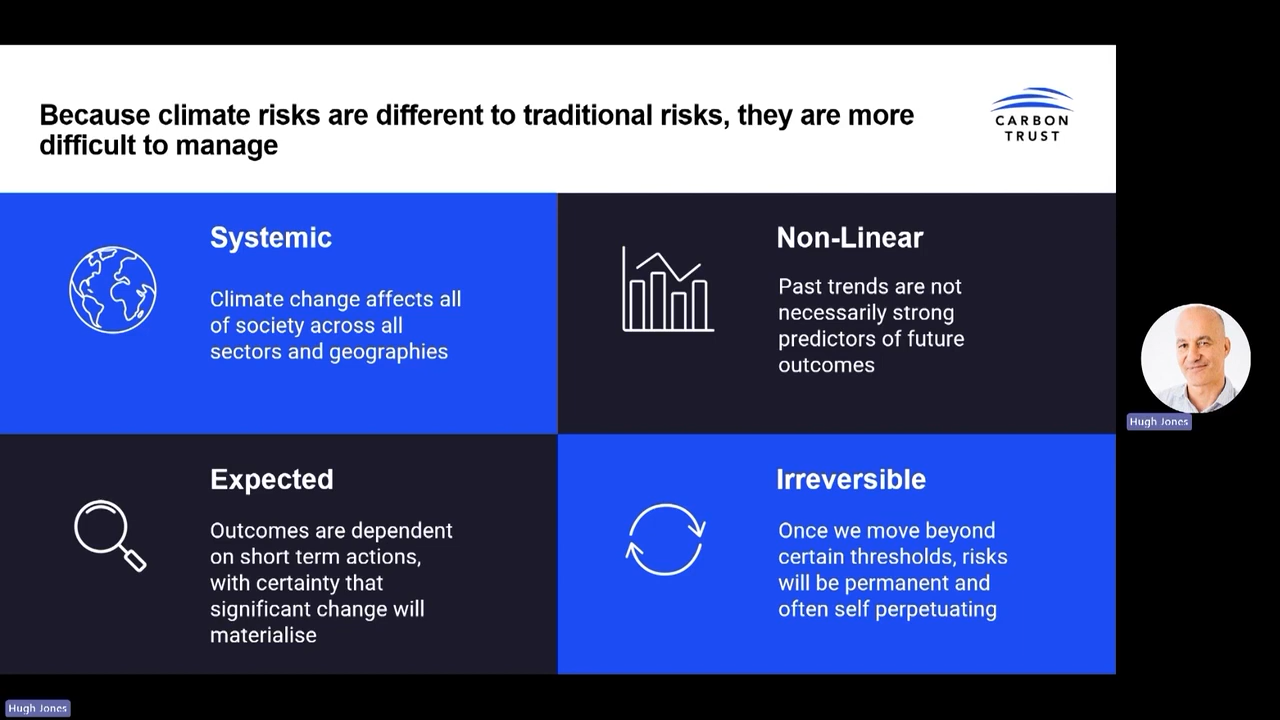 Because climate risks are different to traditional risks, they are more
difficult to manage
CARBON
TRUST
Systemic
Climate change affects all
of society across all
sectors and geographies
Non-Linear
Past trends are not
necessarily strong
predictors of future
outcomes
Expected
Outcomes are dependent
on short term actions,
with certainty that
significant change will
materialise
Irreversible
Once we move beyond
certain thresholds, risks
will be permanent and
often self perpetuating
Hugh Jones
Hugh Jones